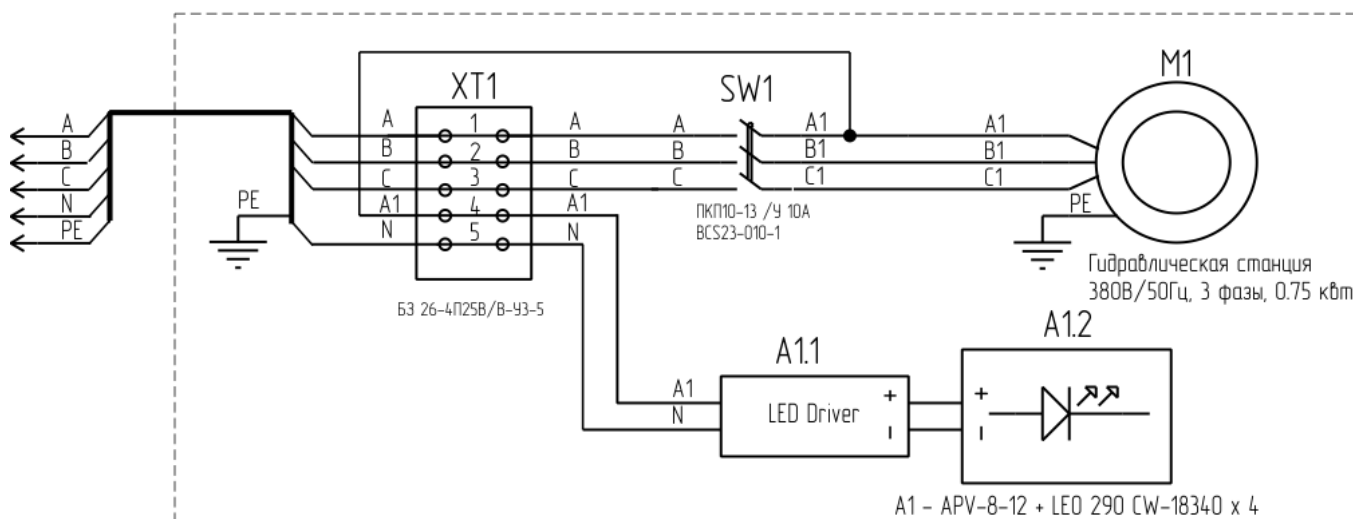 M1
XT1
SW1
A A 1 A A A1 A1
B B 2 B B B1 B1
C C 3 C C C1 C1
N A1 4 A1
PE PE N 5 N PE
ПКП10-13 /У 10А
BCS23-010-1
БЗ 26-4П25В/В-У3-5
Гидравлическая станция
380В/50Гц, 3 фазы, 0.75 квт
A1.1
A1.2
A1
N
LED Driver
+
-
+
-
A1 - APV-8-12 + LEO 290 CW-18340 x 4